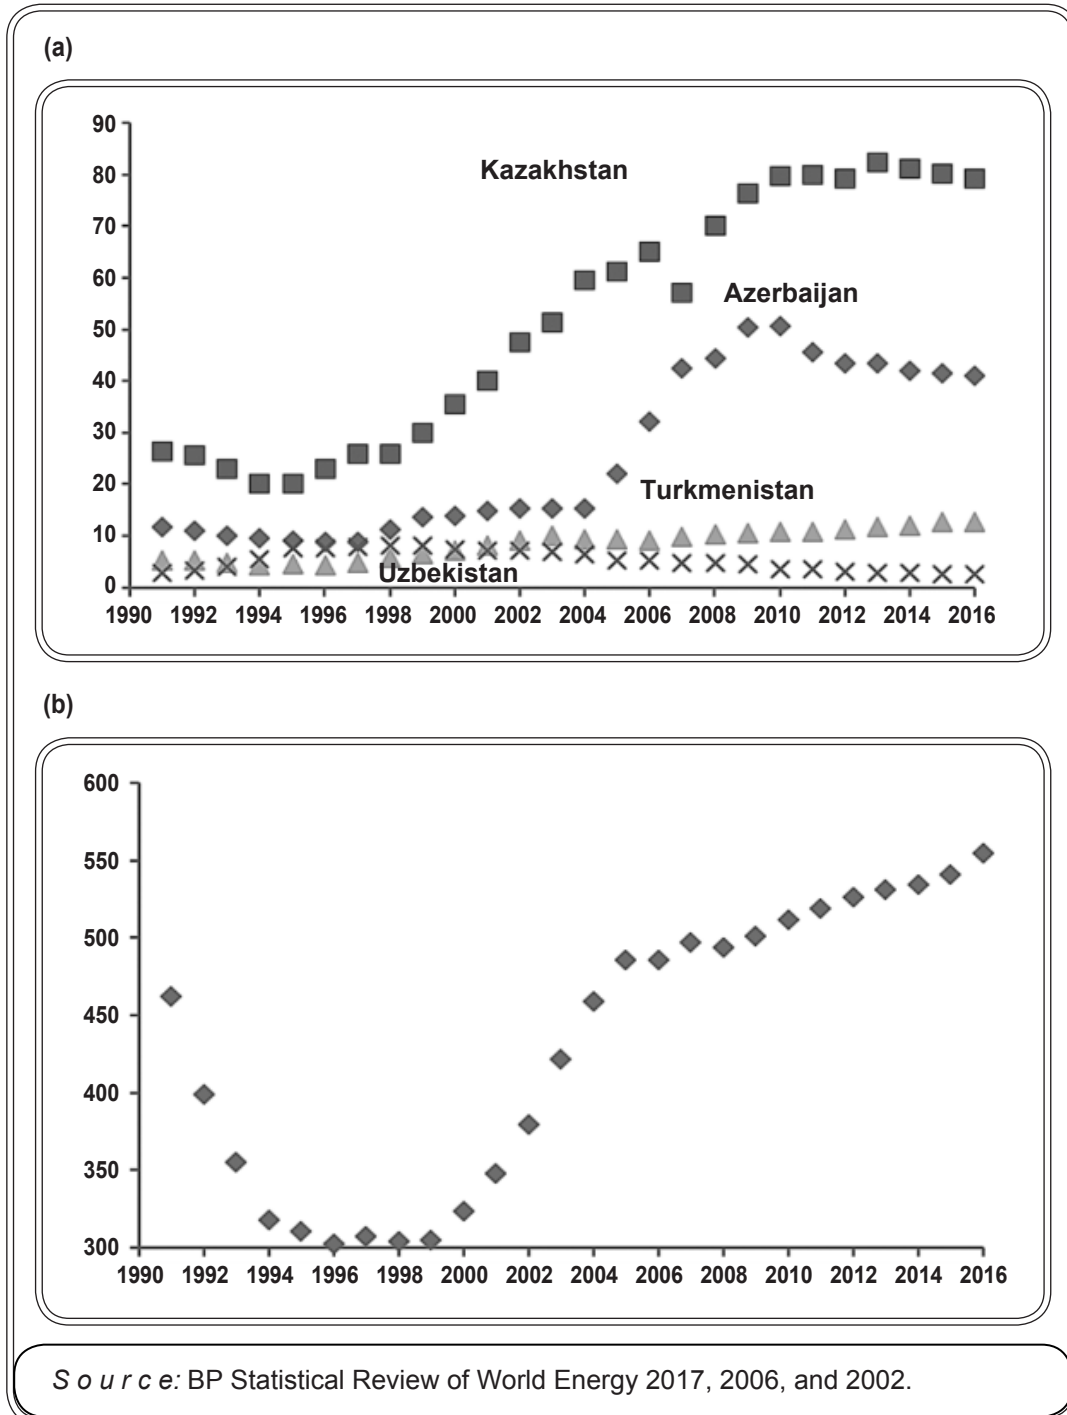 (a)
90
80
70
60
50
40
30
20
10
0
Kazakhstan
Azerbaijan
Turkmenistan
Uzbekistan
1990 1992 1994 1996 1998 2000 2002 2004 2006 2008 2010 2012 2014 2016
(b)
600
550
500
450
400
350
300
1990 1992 1994 1996 1998 2000 2002 2004 2006 2008 2010 2012 2014 2016
Source: BP Statistical Review of World Energy 2017, 2006, and 2002.